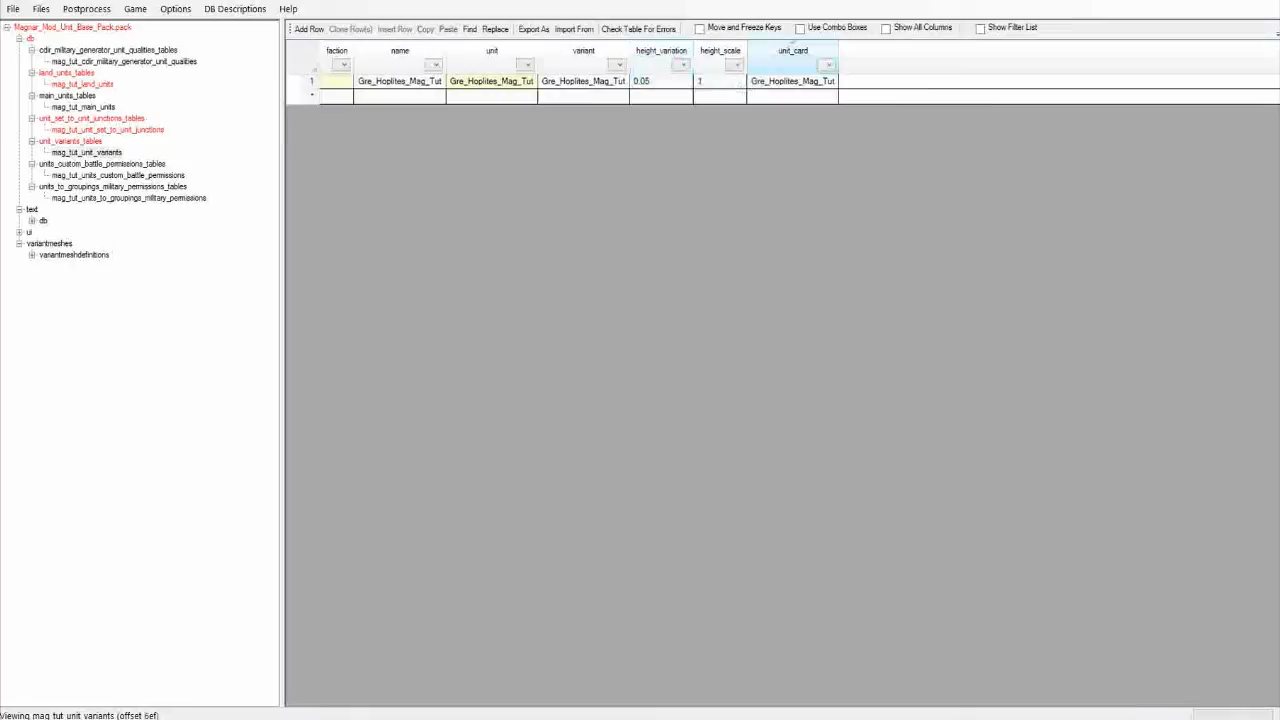 File Files Postprocess Game Options DB Descriptions Help
Magnar_Mod_Unit_Base_Pack.pack
db
cdir_military_generator_unit_qualities_tables
mag_tut_cdir_military_generator_unit_qualities
land_units_tables
mag_tut_land_units
main_units_tables
mag_tut_main_units
unit_set_to_unit_junctions_tables
mag_tut_unit_set_to_unit_junctions
unit_variants_tables
mag_tut_unit_variants
units_custom_battle_permissions_tables
mag_tut_units_custom_battle_permissions
units_to_groupings_military_permissions_tables
mag_tut_units_to_groupings_military_permissions
text
db
ui
variantmeshes
variantmeshdefinitions
Add Row Clone Row(s) Insert Row Copy Paste Find Replace Export As Import From Check Table For Errors Move and Freeze Keys Use Combo Boxes Show All Columns Show Filter List
faction name unit variant height_variation height_scale unit_card
1 Gre_Hoplites_Mag_Tut Gre_Hoplites_Mag_Tut Gre_Hoplites_Mag_Tut 0.05 1 Gre_Hoplites_Mag_Tut
*
Viewing mag_tut_unit_variants (offset 6ef)